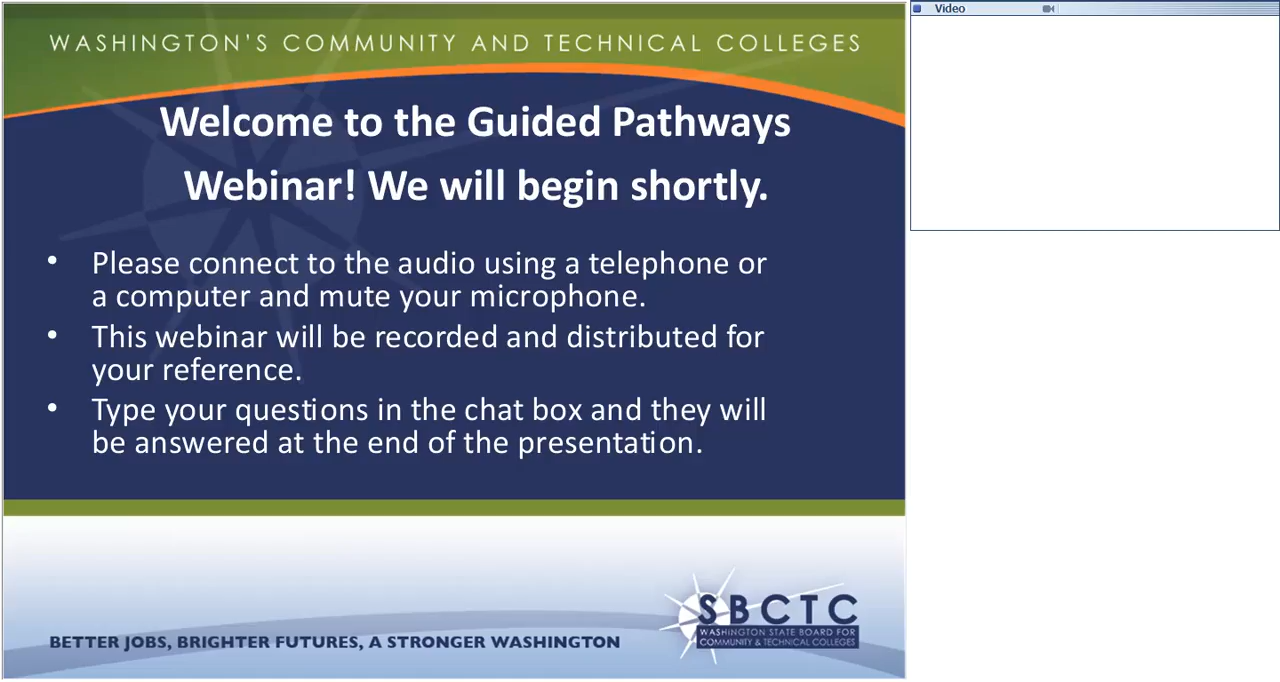 WASHINGTON'S COMMUNITY AND TECHNICAL COLLEGES
Video
Welcome to the Guided Pathways
Webinar! We will begin shortly.
• Please connect to the audio using a telephone or
a computer and mute your microphone.
• This webinar will be recorded and distributed for
your reference.
• Type your questions in the chat box and they will
be answered at the end of the presentation.
BETTER JOBS, BRIGHTER FUTURES, A STRONGER WASHINGTON
SBCTC
WASHINGTON STATE BOARD FOR
COMMUNITY & TECHNICAL COLLEGES